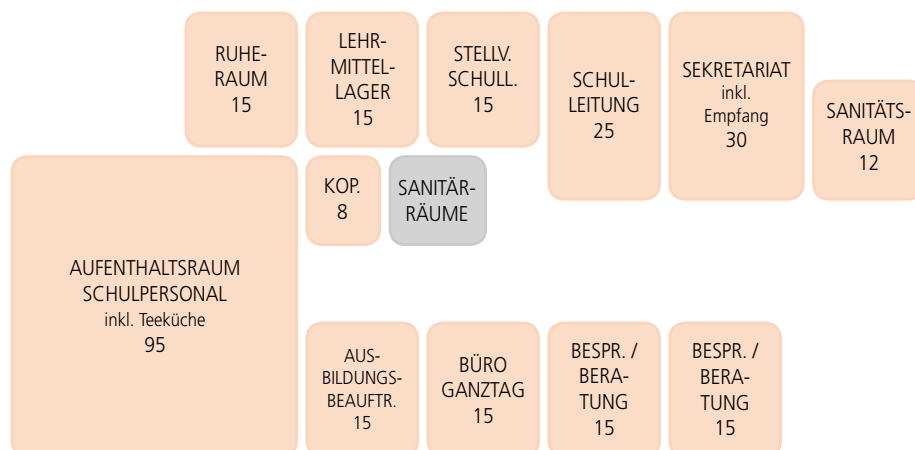 RUHE-
RAUM
15
LEHR-
MITTEL-
LAGER
15
STELLV.
SCHULL.
15
SCHUL-
LEITUNG
25
SEKRETARIAT
inkl.
Empfang
30
SANITÄTS-
RAUM
12
AUFENTHALTSRAUM
SCHULPERSONAL
inkl. Teeküche
95
KOP.
8
SANITÄR-
RÄUME
AUS-
BILDUNGS-
BEAUFTR.
15
BÜRO
GANZTAG
15
BESPR. /
BERA-
TUNG
15
BESPR. /
BERA-
TUNG
15